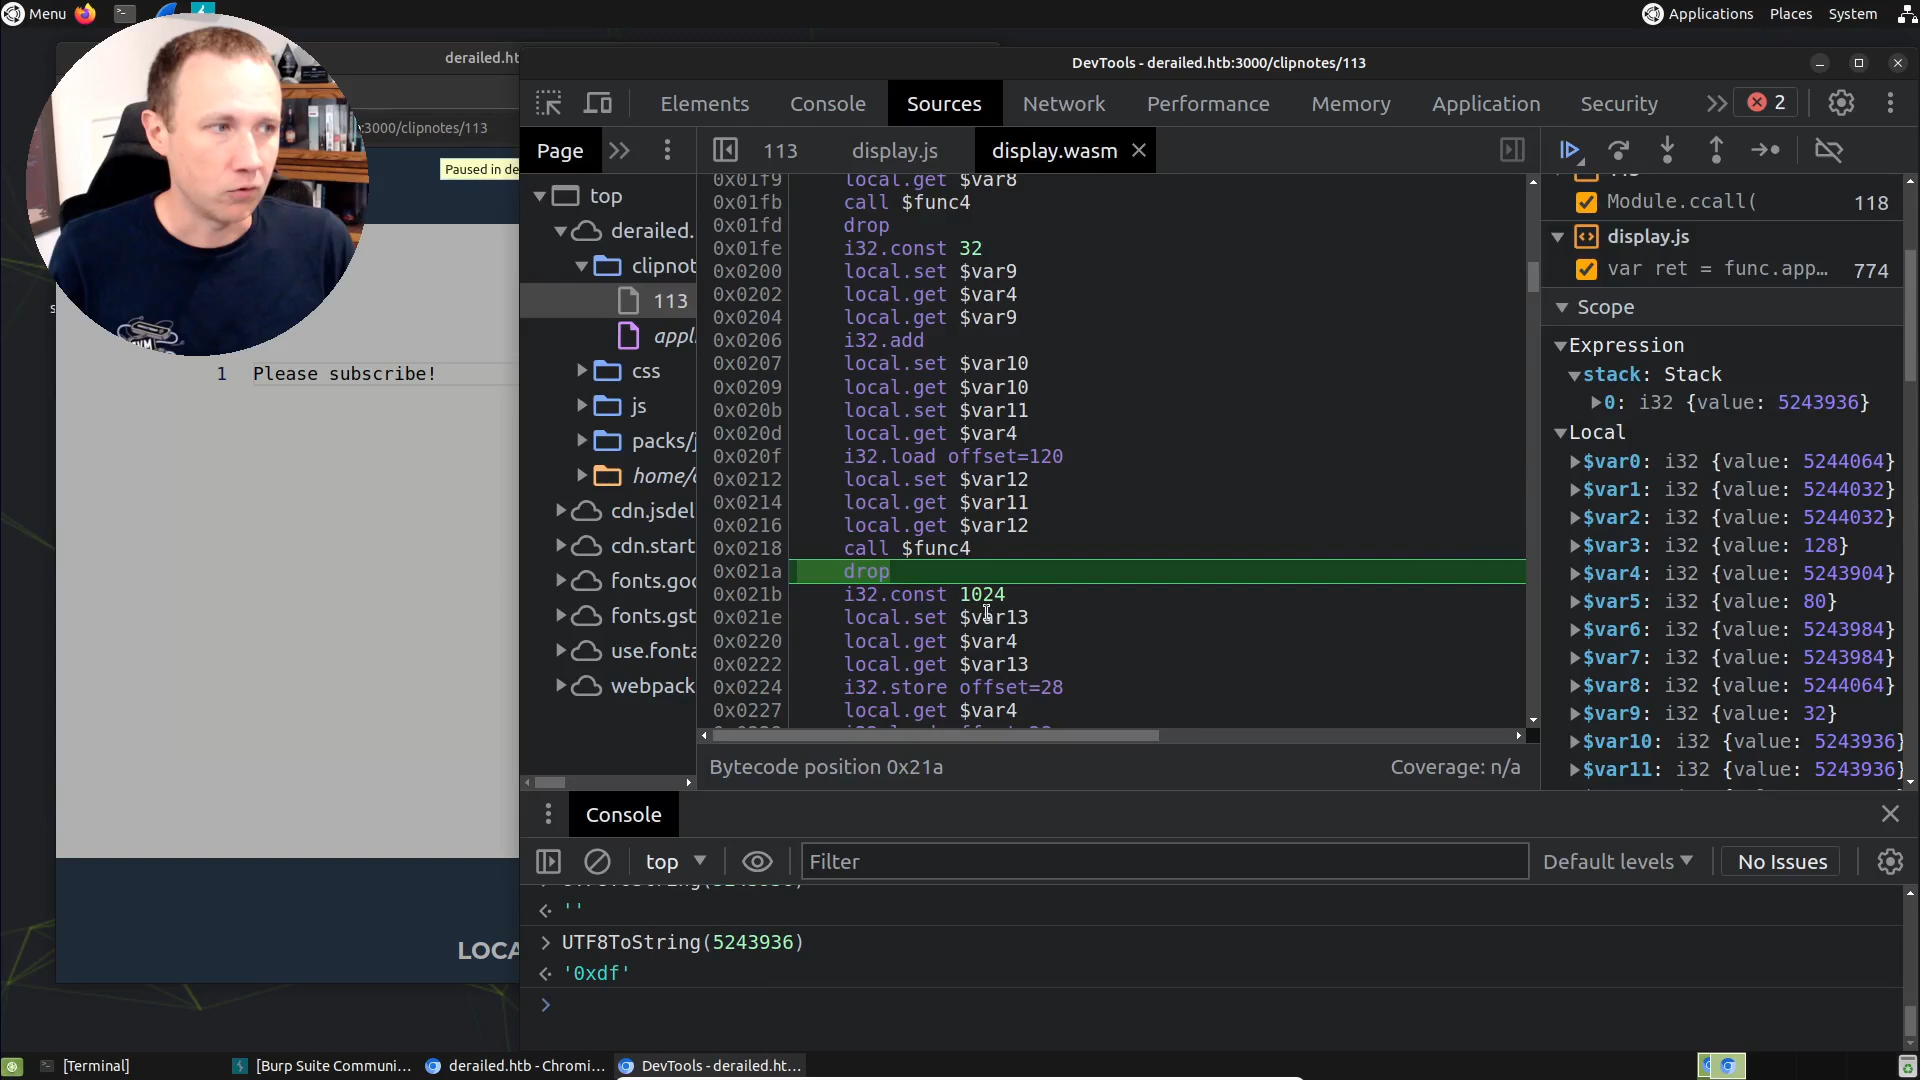 Menu
Applications Places System
derailed.ht
DevTools - derailed.htb:3000/clipnotes/113
:3000/clipnotes/113
Paused in de
1 Please subscribe!
LOCA
Elements Console Sources Network Performance Memory Application Security
2
Page
113 display.js display.wasm
top
derailed.
clipnot
113
appl
css
js
packs/j
cdn.jsdel
cdn.start
fonts.goo
fonts.gst
use.fonta
webpack
0x01f9 local.get $var8
0x01fb call $func4
0x01fd drop
0x01fe i32.const 32
0x0200 local.set $var9
0x0202 local.get $var4
0x0204 local.get $var9
0x0206 i32.add
0x0207 local.set $var10
0x0209 local.get $var10
0x020b local.set $var11
0x020d local.get $var4
0x020f i32.load offset=120
0x0212 local.set $var12
0x0214 local.get $var11
0x0216 local.get $var12
0x0218 call $func4
0x021a drop
0x021b i32.const 1024
0x021e local.set $var13
0x0220 local.get $var4
0x0222 local.get $var13
0x0224 i32.store offset=28
0x0227 local.get $var4
Bytecode position 0x21a
Coverage: n/a
Module.ccall( 118
display.js
var ret = func.app… 774
Scope
Expression
stack: Stack
0: i32 {value: 5243936}
Local
$var0: i32 {value: 5244064}
$var1: i32 {value: 5244032}
$var2: i32 {value: 5244032}
$var3: i32 {value: 128}
$var4: i32 {value: 5243904}
$var5: i32 {value: 80}
$var6: i32 {value: 5243984}
$var7: i32 {value: 5243984}
$var8: i32 {value: 5244064}
$var9: i32 {value: 32}
$var10: i32 {value: 5243936}
$var11: i32 {value: 5243936}
Console
top
Filter
Default levels
No Issues
''
UTF8ToString(5243936)
'0xdf'
[Terminal]
[Burp Suite Communi...
derailed.htb - Chromi...
DevTools - derailed.ht...